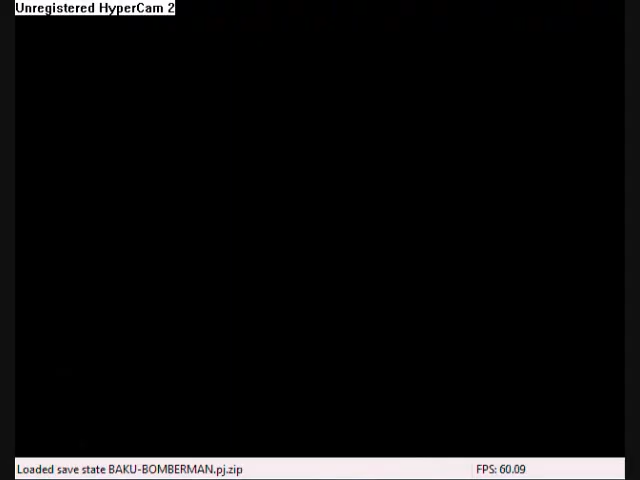 Unregistered HyperCam 2
Loaded save state BAKU-BOMBERMAN.pj.zip
FPS: 60.09